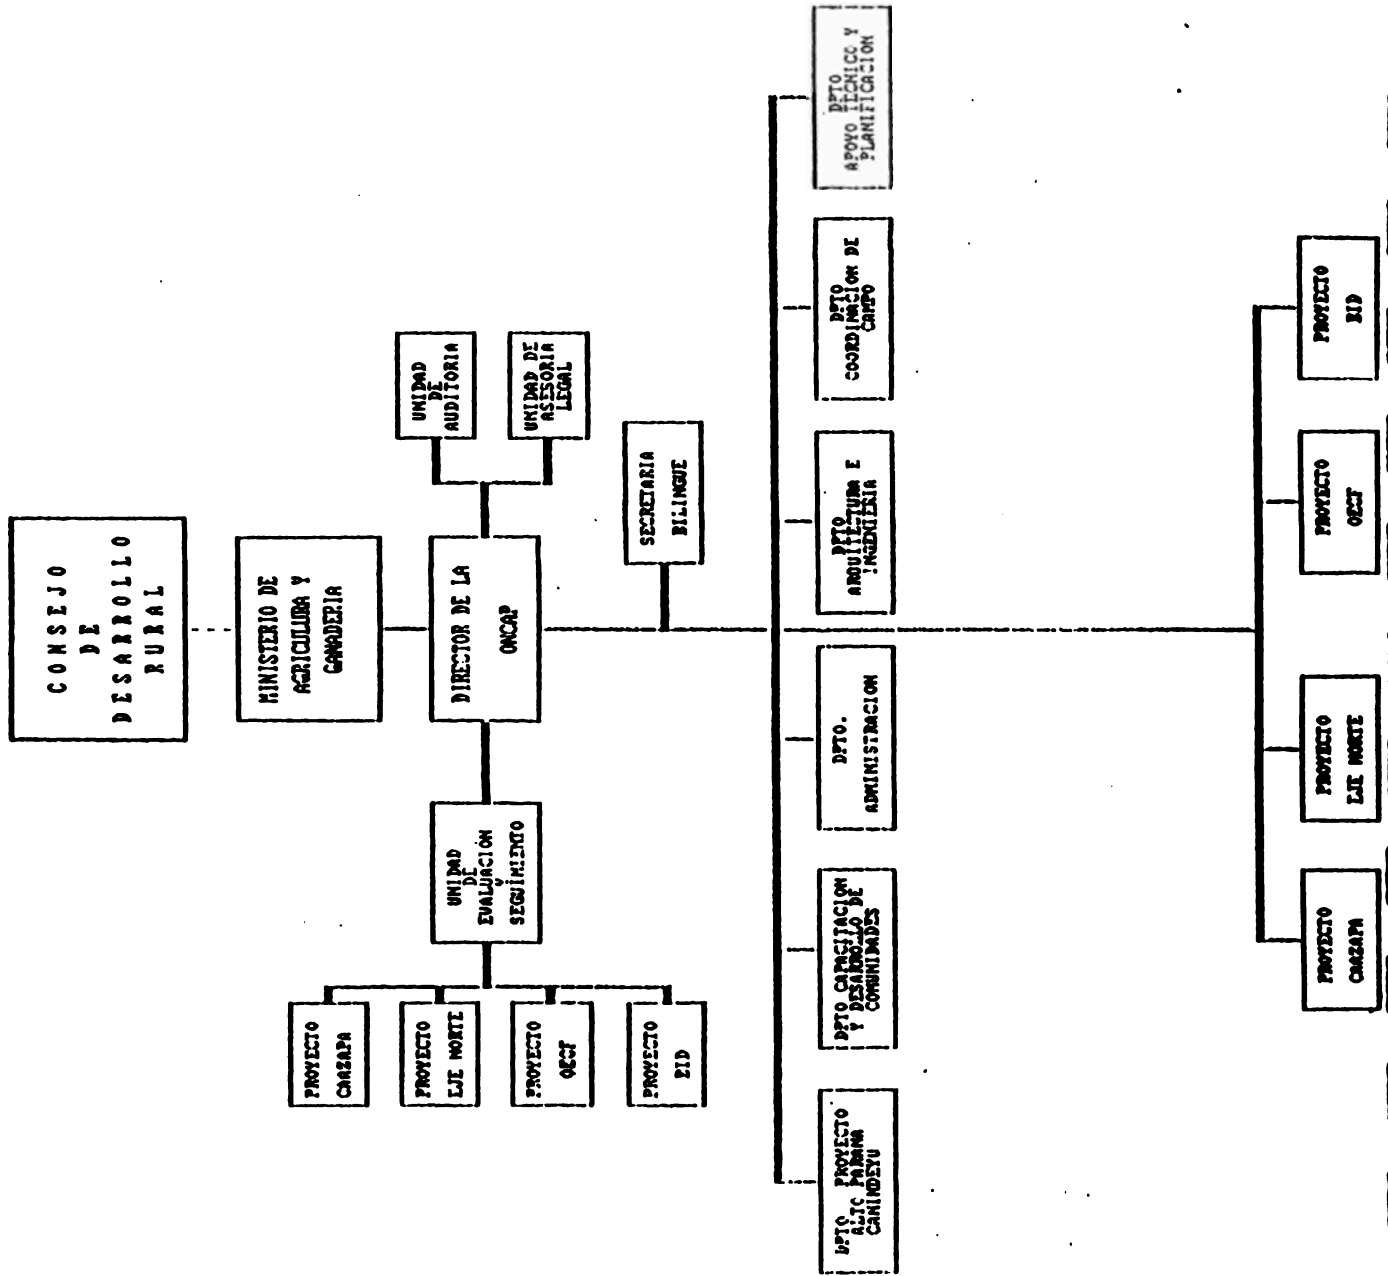 CONSEJO
DE
DESARROLLO
RURAL
MINISTERIO DE
AGRICULTURA Y
GANADERIA
DIRECTOR DE LA
ONCAP
UNIDAD
DE
AUDITORIA
UNIDAD DE
ASESORIA
LEGAL
UNIDAD
DE
EVALUACION
Y
SEGUIMIENTO
PROYECTO
CAAZAPA
PROYECTO
EJE NORTE
PROYECTO
OECF
PROYECTO
BID
SECRETARIA
BILINGUE
DPTO PROYECTO
ALTO PARANA
CANINDEYU
DPTO CAPACITACION
Y DESARROLLO DE
COMUNIDADES
DPTO.
ADMINISTRACION
DPTO
ARQUITECTURA E
INGENIERIA
DPTO
COORDINACION DE
CAMPO
DPTO
APOYO TECNICO Y
PLANIFICACION
PROYECTO
CAAZAPA
PROYECTO
EJE NORTE
PROYECTO
OECF
PROYECTO
BID